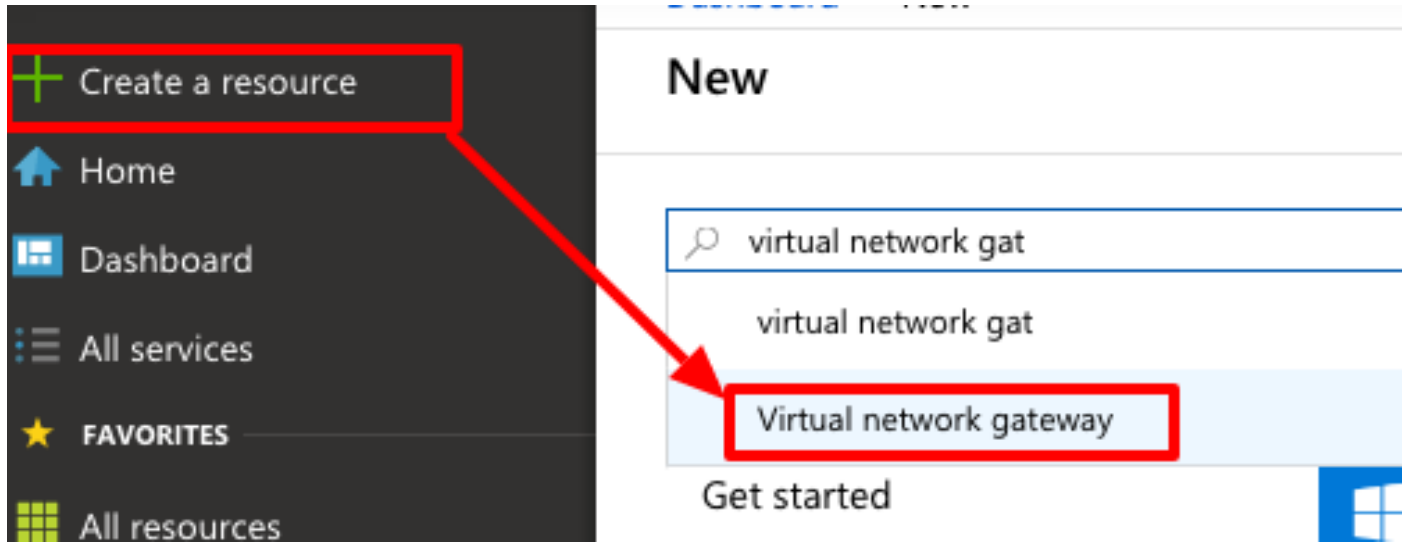 Create a resource
Home
Dashboard
All services
FAVORITES
All resources
New
virtual network gat
virtual network gat
Virtual network gateway
Get started